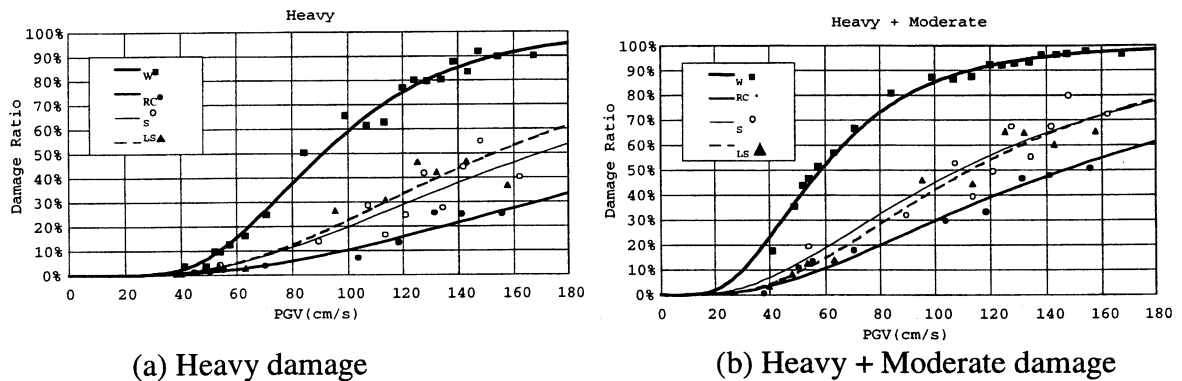 Heavy
100%
90%
80%
70%
60%
50%
40%
30%
20%
10%
0%
Damage Ratio
W
RC
S
LS
0 20 40 60 80 100 120 140 160 180
PGV(cm/s)
(a) Heavy damage
Heavy + Moderate
100%
90%
80%
70%
60%
50%
40%
30%
20%
10%
0%
Damage Ratio
W
RC
S
LS
0 20 40 60 80 100 120 140 160 180
PGV(cm/s)
(b) Heavy + Moderate damage